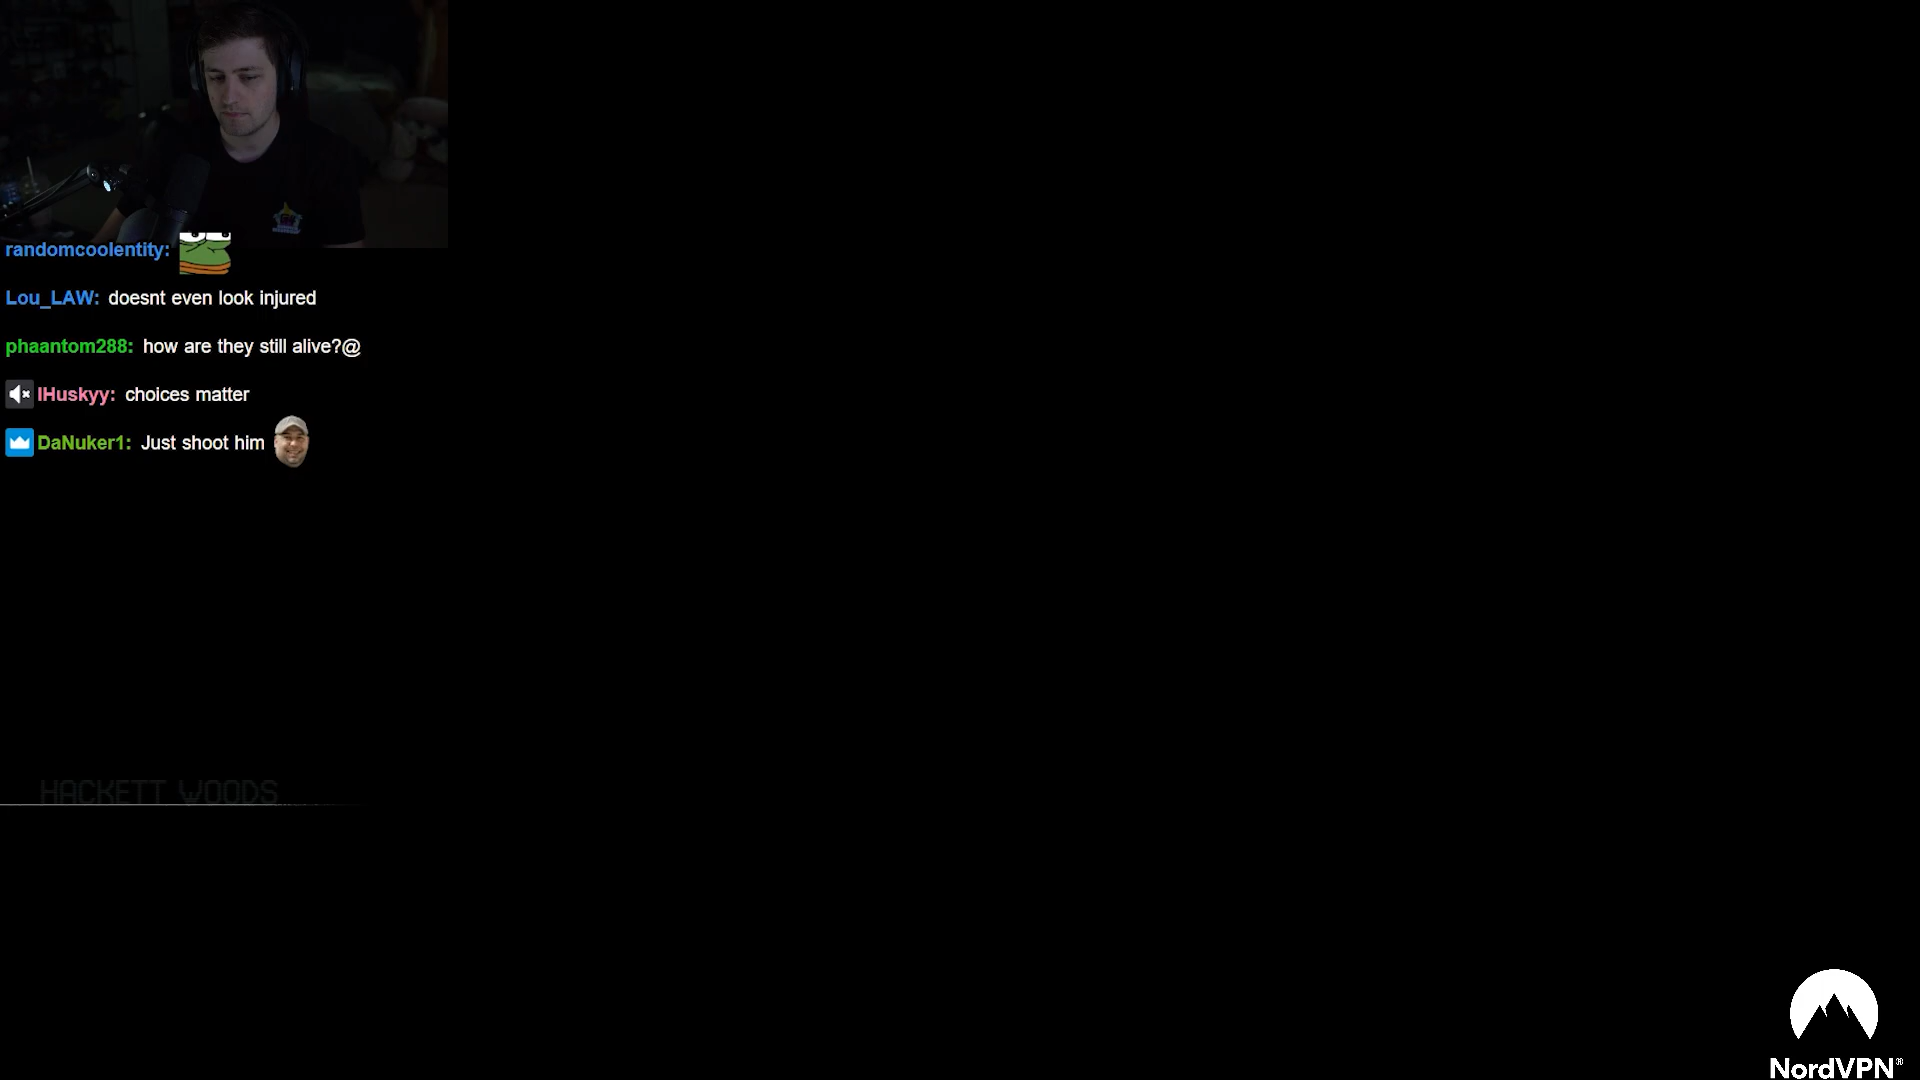 randomcoolentity:
Lou_LAW: doesnt even look injured
phaantom288: how are they still alive?@
IHuskyy: choices matter
DaNuker1: Just shoot him
HACKETT WOODS
NordVPN®